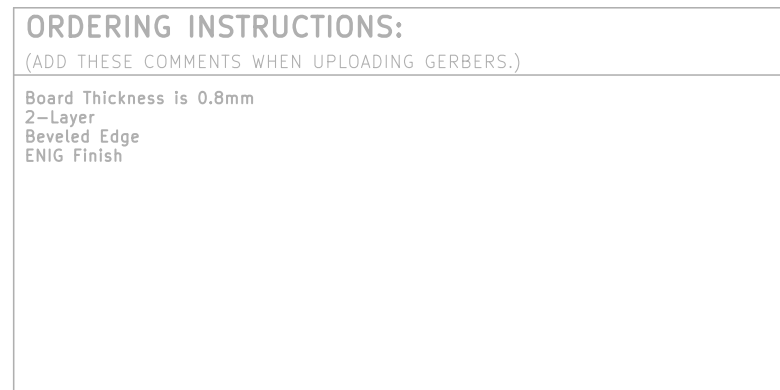 ORDERING INSTRUCTIONS:
(ADD THESE COMMENTS WHEN UPLOADING GERBERS.)
Board Thickness is 0.8mm
2-Layer
Beveled Edge
ENIG Finish